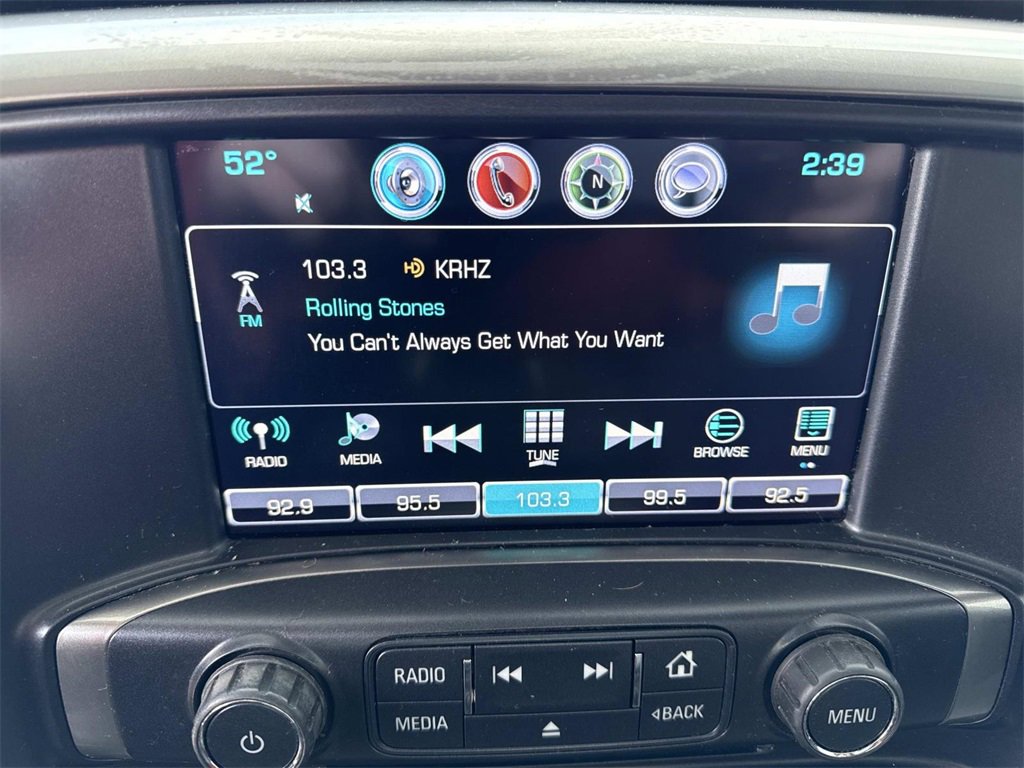 52° 2:39
N
103.3 HD KRHZ
Rolling Stones
FM
You Can't Always Get What You Want
RADIO MEDIA TUNE BROWSE MENU
92.9 95.5 103.3 99.5 92.5
RADIO
MEDIA
◃BACK
MENU